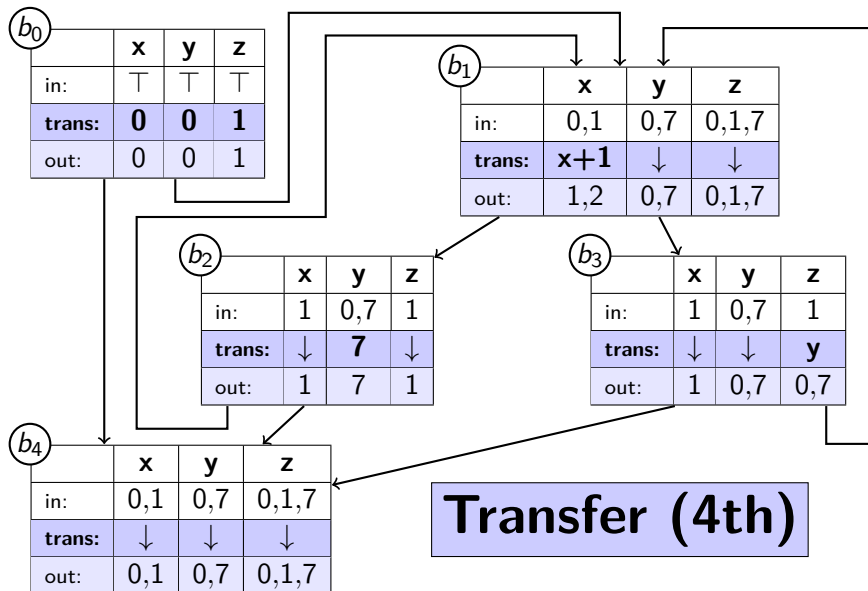 b0
x y z
in: ⊤ ⊤ ⊤
trans: 0 0 1
out: 0 0 1
b1
x y z
in: 0,1 0,7 0,1,7
trans: x+1 ↓ ↓
out: 1,2 0,7 0,1,7
b2
x y z
in: 1 0,7 1
trans: ↓ 7 ↓
out: 1 7 1
b3
x y z
in: 1 0,7 1
trans: ↓ ↓ y
out: 1 0,7 0,7
b4
x y z
in: 0,1 0,7 0,1,7
trans: ↓ ↓ ↓
out: 0,1 0,7 0,1,7
Transfer (4th)